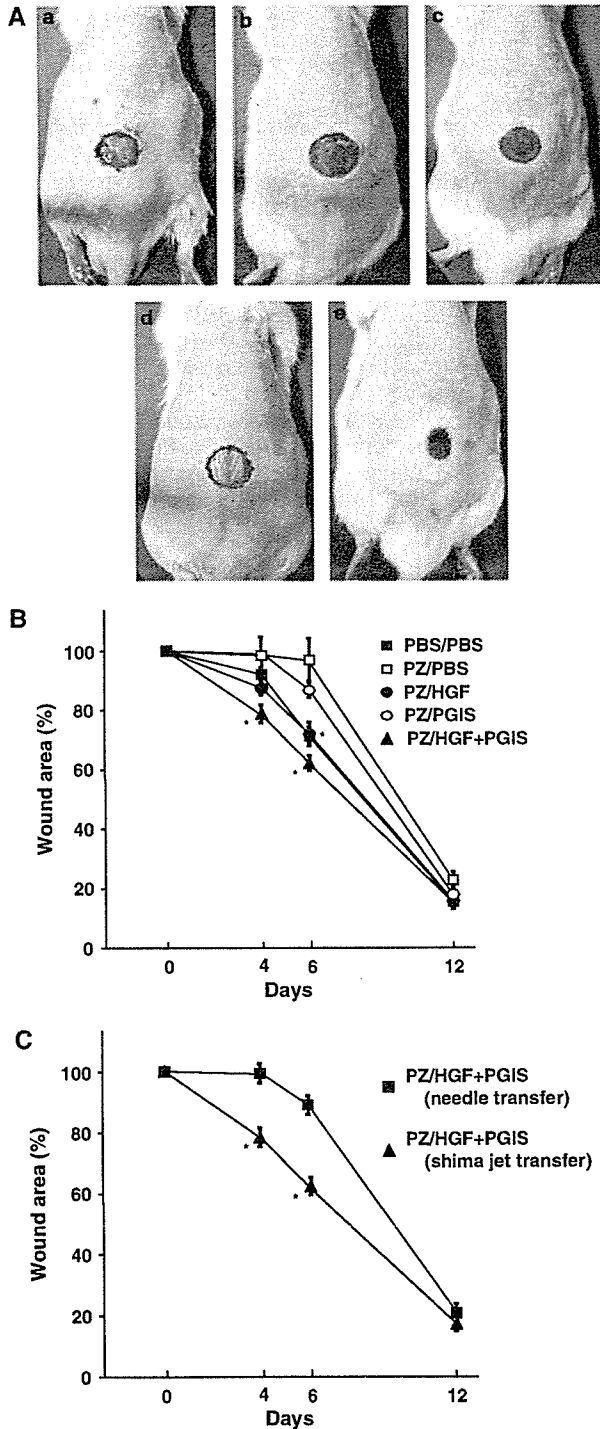 A
a
b
c
d
e
B
Wound area (%)
100
80
60
40
20
0
0
4
6
12
Days
PBS/PBS
PZ/PBS
PZ/HGF
PZ/PGIS
PZ/HGF+PGIS
*
*
*
C
Wound area (%)
100
80
60
40
20
0
0
4
6
12
Days
PZ/HGF+PGIS
(needle transfer)
PZ/HGF+PGIS
(shima jet transfer)
*
* *